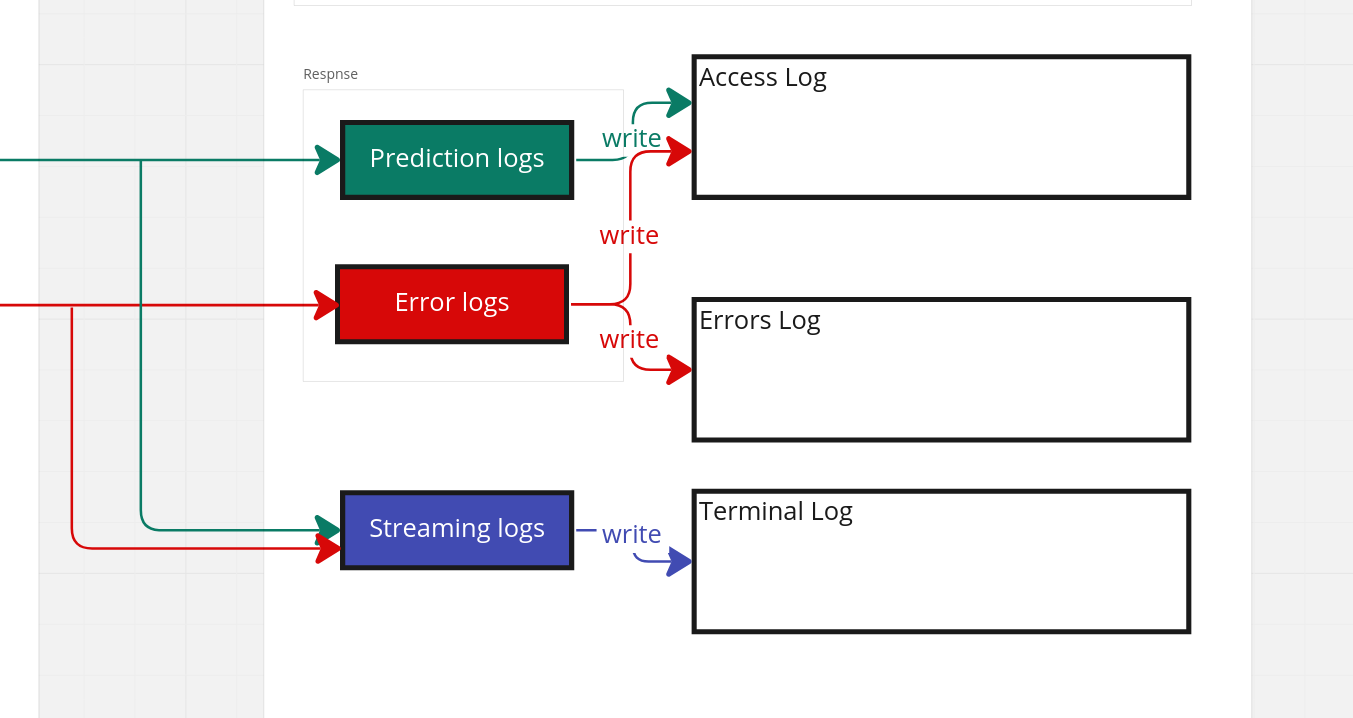 Respnse
Access Log
write
Prediction logs
write
Error logs
Errors Log
write
Streaming logs
write
Terminal Log